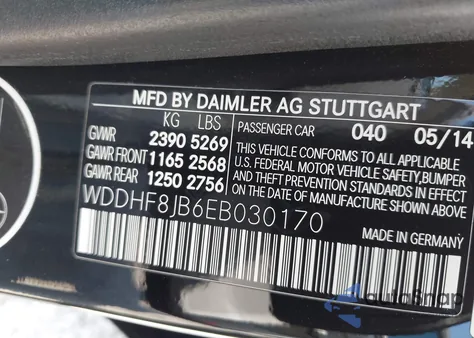 MFD BY DAIMLER AG STUTTGART
KG LBS
GVWR 2390 5269
GAWR FRONT 1165 2568
GAWR REAR 1250 2756
PASSENGER CAR 040 05/14
THIS VEHICLE CONFORMS TO ALL APPLICABLE
U.S. FEDERAL MOTOR VEHICLE SAFETY, BUMPER
AND THEFT PREVENTION STANDARDS IN EFFECT ON
THE DATE OF MANUFACTURE SHOWN ABOVE.
WDDHF8JB6EB030170
MADE IN GERMANY
autoSnap